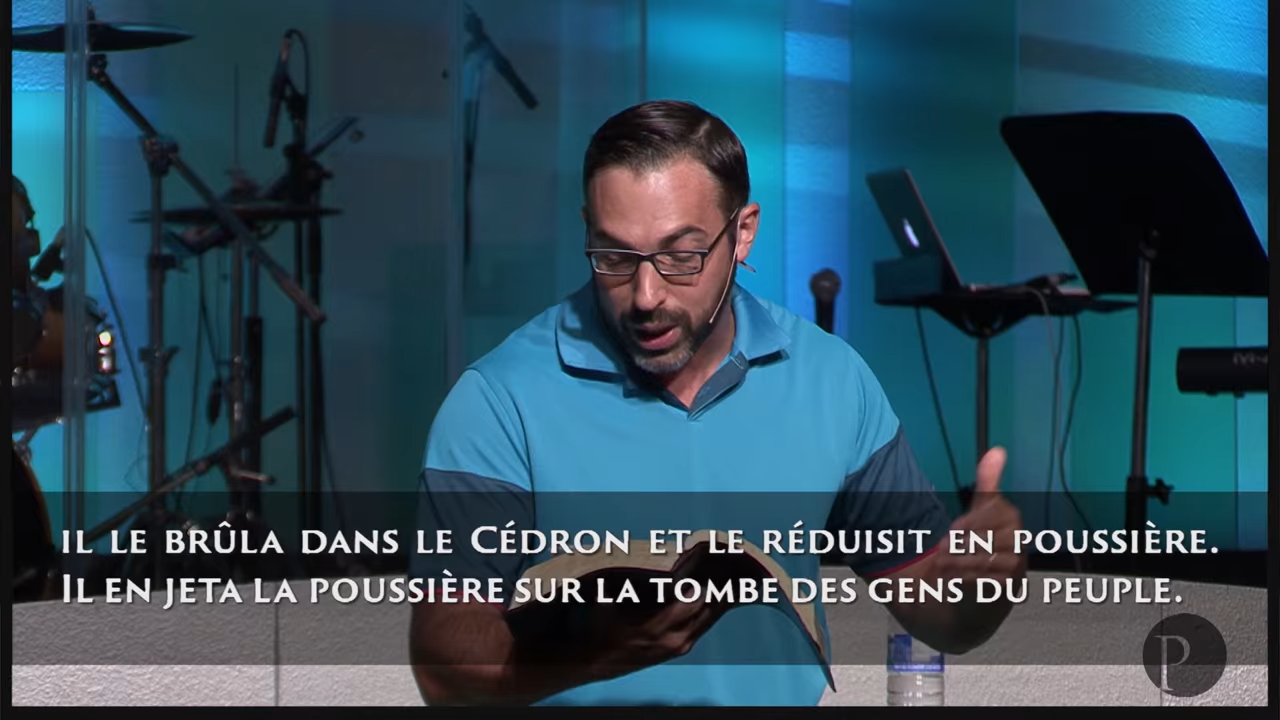 il le brûla dans le Cédron et le réduisit en poussière.
Il en jeta la poussière sur la tombe des gens du peuple.
P